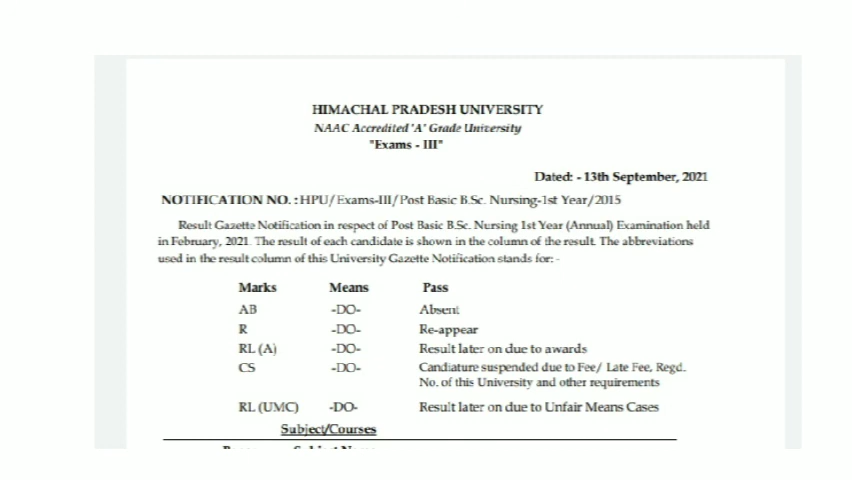 HIMACHAL PRADESH UNIVERSITY
NAAC Accredited 'A' Grade University
"Exams - III"
Dated: - 13th September, 2021
NOTIFICATION NO. : HPU/Exams-III/Post Basic B.Sc. Nursing-1st Year/2015
Result Gazette Notification in respect of Post Basic B.Sc. Nursing 1st Year (Annual) Examination held
in February, 2021. The result of each candidate is shown in the column of the result. The abbreviations
used in the result column of this University Gazette Notification stands for: -
Marks Means Pass
AB -DO- Absent
R -DO- Re-appear
RL (A) -DO- Result later on due to awards
CS -DO- Candiature suspended due to Fee/ Late Fee, Regd.
No. of this University and other requirements
RL (UMC) -DO- Result later on due to Unfair Means Cases
Subject/Courses